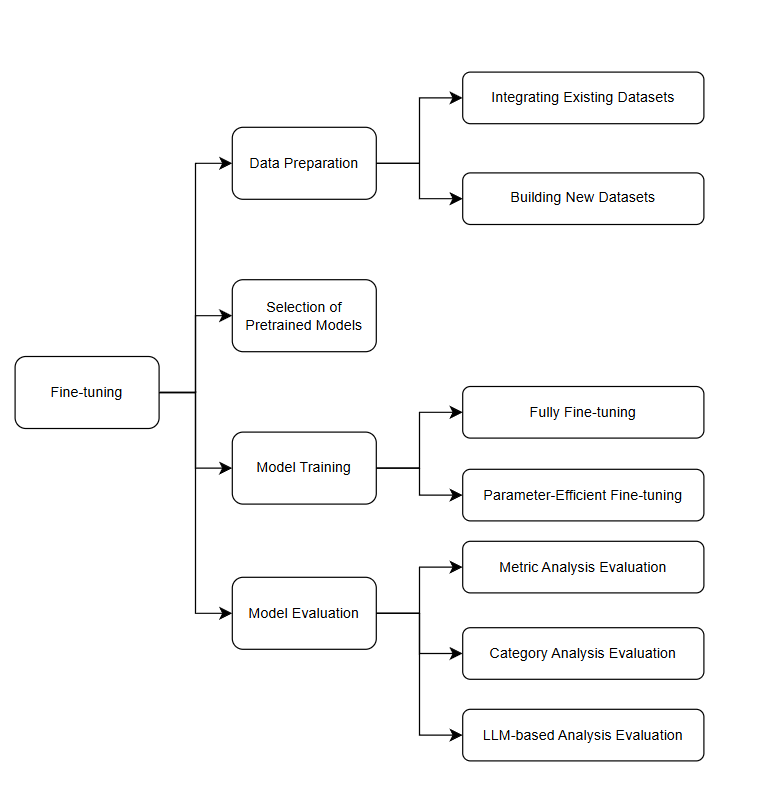 Fine-tuning
Data Preparation
Integrating Existing Datasets
Building New Datasets
Selection of
Pretrained Models
Model Training
Fully Fine-tuning
Parameter-Efficient Fine-tuning
Model Evaluation
Metric Analysis Evaluation
Category Analysis Evaluation
LLM-based Analysis Evaluation